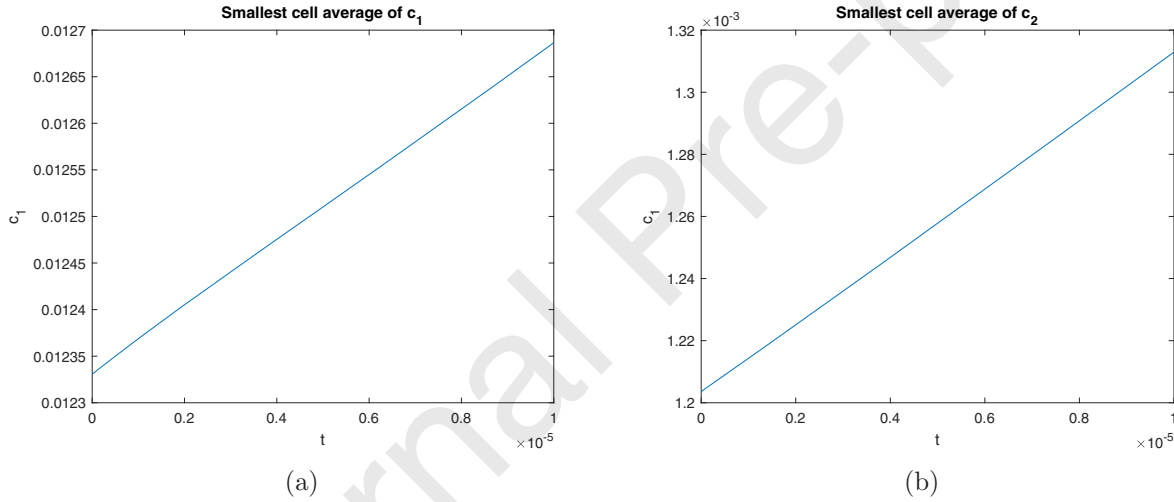 Smallest cell average of c1
0.0127
0.01265
0.0126
0.01255
0.0125
0.01245
0.0124
0.01235
0.0123
c1
0 0.2 0.4 0.6 0.8 1
t
×10-5
(a)
Smallest cell average of c2
×10-3
1.32
1.3
1.28
1.26
1.24
1.22
1.2
c1
0 0.2 0.4 0.6 0.8 1
t
×10-5
(b)
rnal Pre-p